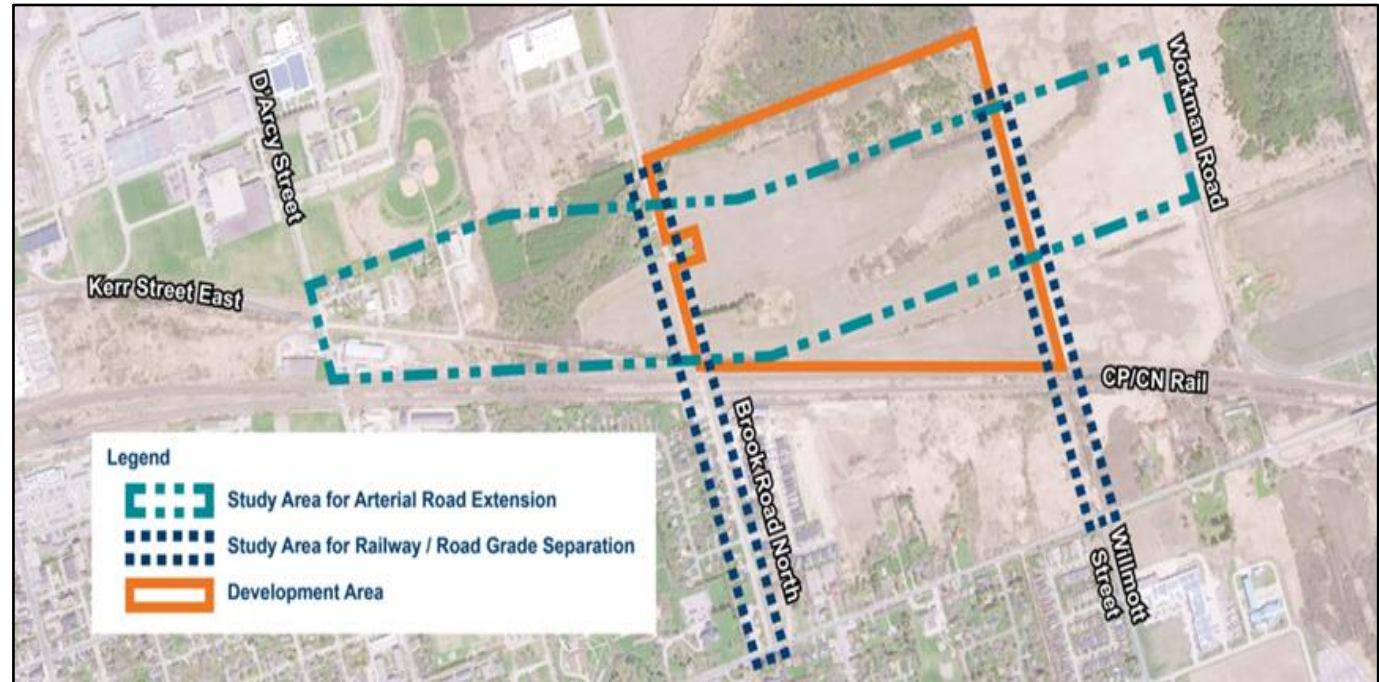 D'Arcy Street
Workman Road
Kerr Street East
CP/CN Rail
Brook Road North
Willmott
Street
Legend
Study Area for Arterial Road Extension
Study Area for Railway / Road Grade Separation
Development Area